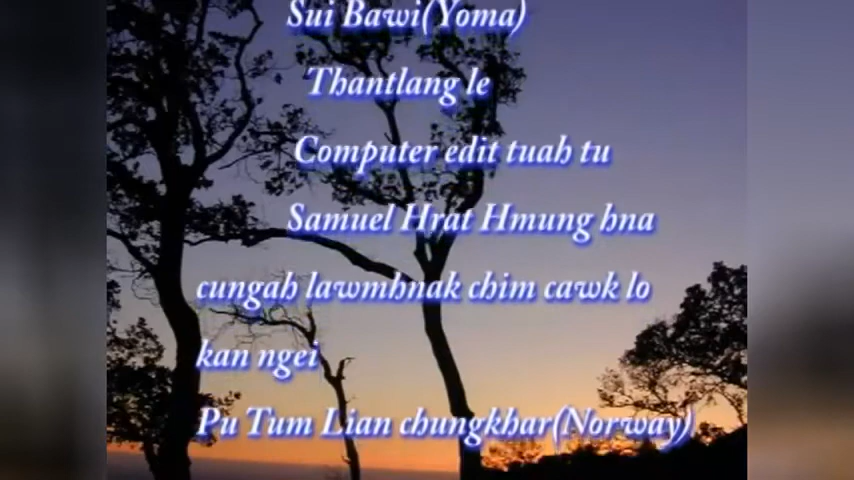 Sui Bawi(Yoma)
Thantlang le
Computer edit tuah tu
Samuel Hrat Hmung hna
cungah lawmhnak chim cawk lo
kan ngei
Pu Tum Lian chungkhar(Norway)